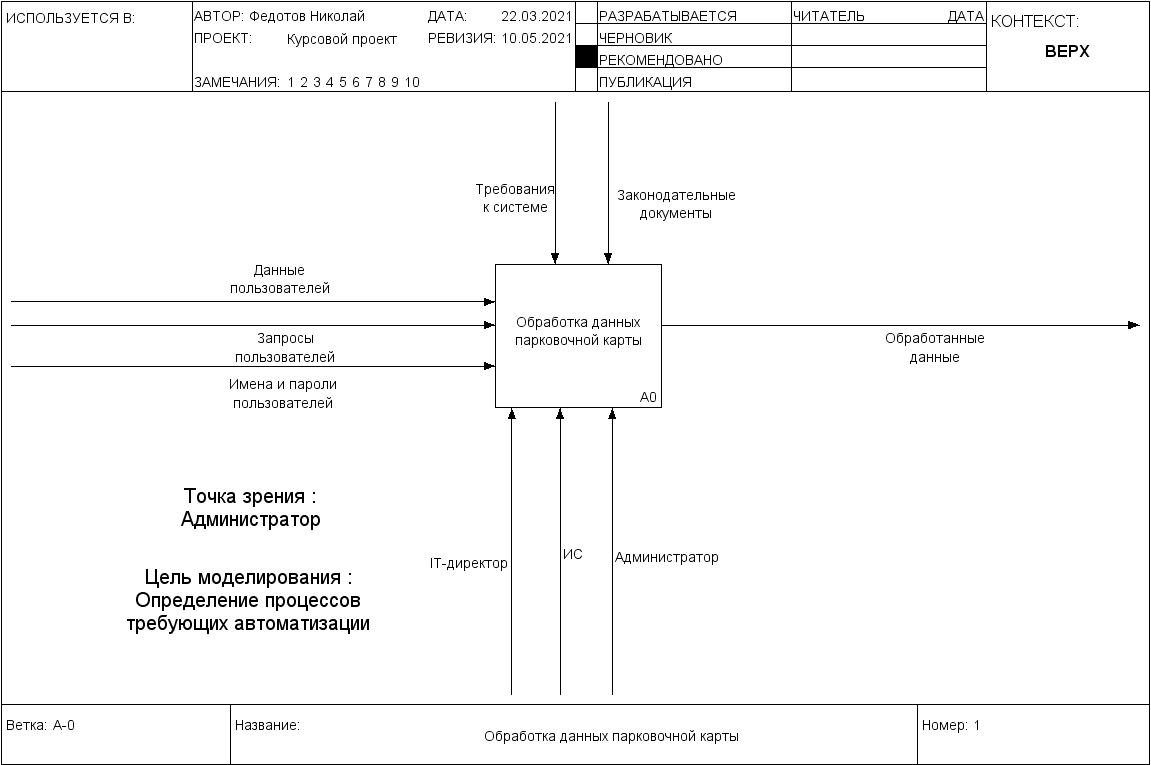 ИСПОЛЬЗУЕТСЯ В:
АВТОР: Федотов Николай
ДАТА: 22.03.2021
ПРОЕКТ: Курсовой проект
РЕВИЗИЯ: 10.05.2021
ЗАМЕЧАНИЯ: 1 2 3 4 5 6 7 8 9 10
РАЗРАБАТЫВАЕТСЯ
ЧЕРНОВИК
РЕКОМЕНДОВАНО
ПУБЛИКАЦИЯ
ЧИТАТЕЛЬ
ДАТА
КОНТЕКСТ:
ВЕРХ
Требования
к системе
Законодательные
документы
Данные
пользователей
Запросы
пользователей
Имена и пароли
пользователей
Обработка данных
парковочной карты
A0
Обработанные
данные
Точка зрения :
Администратор
Цель моделирования :
Определение процессов
требующих автоматизации
IT-директор
ИС
Администратор
Ветка: A-0
Название:
Обработка данных парковочной карты
Номер: 1